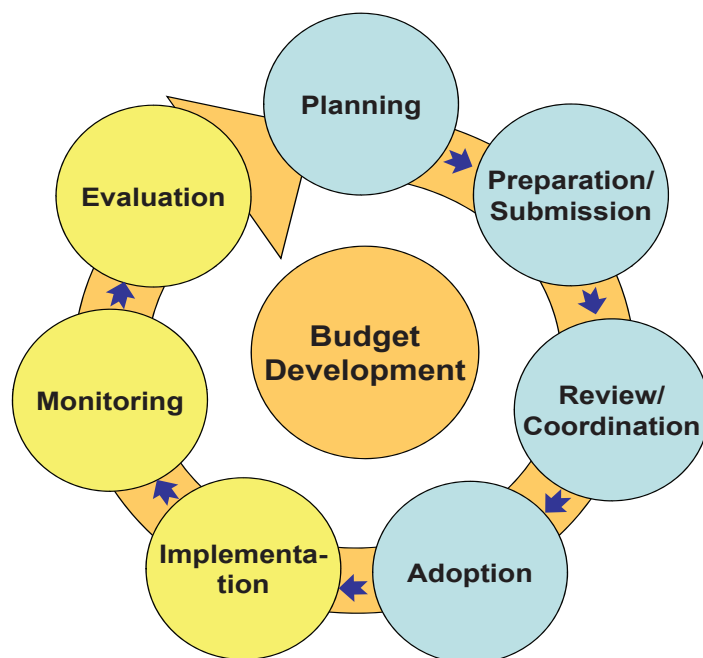 Planning
Preparation/
Submission
Review/
Coordination
Adoption
Implementa-
tion
Monitoring
Evaluation
Budget
Development